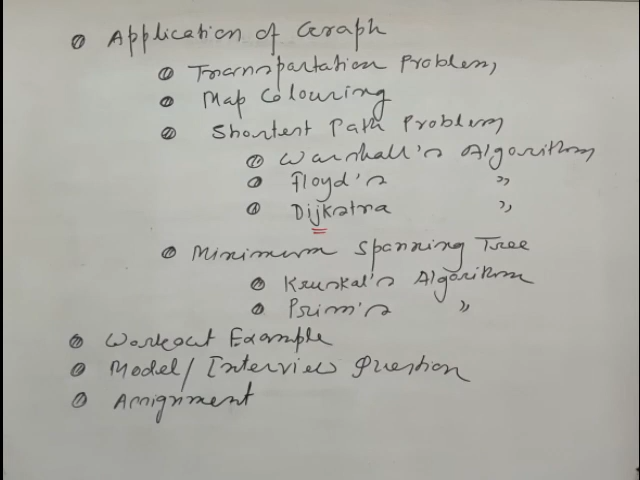 Application of Graph
Transportation Problem,
Map Colouring
Shortest Path Problem
Warshall's Algorithm
Floyd's "
Dijkstra "
Minimum Spanning Tree
Kruskal's Algorithm
Prim's "
Workout Example
Model/Interview Question
Assignment